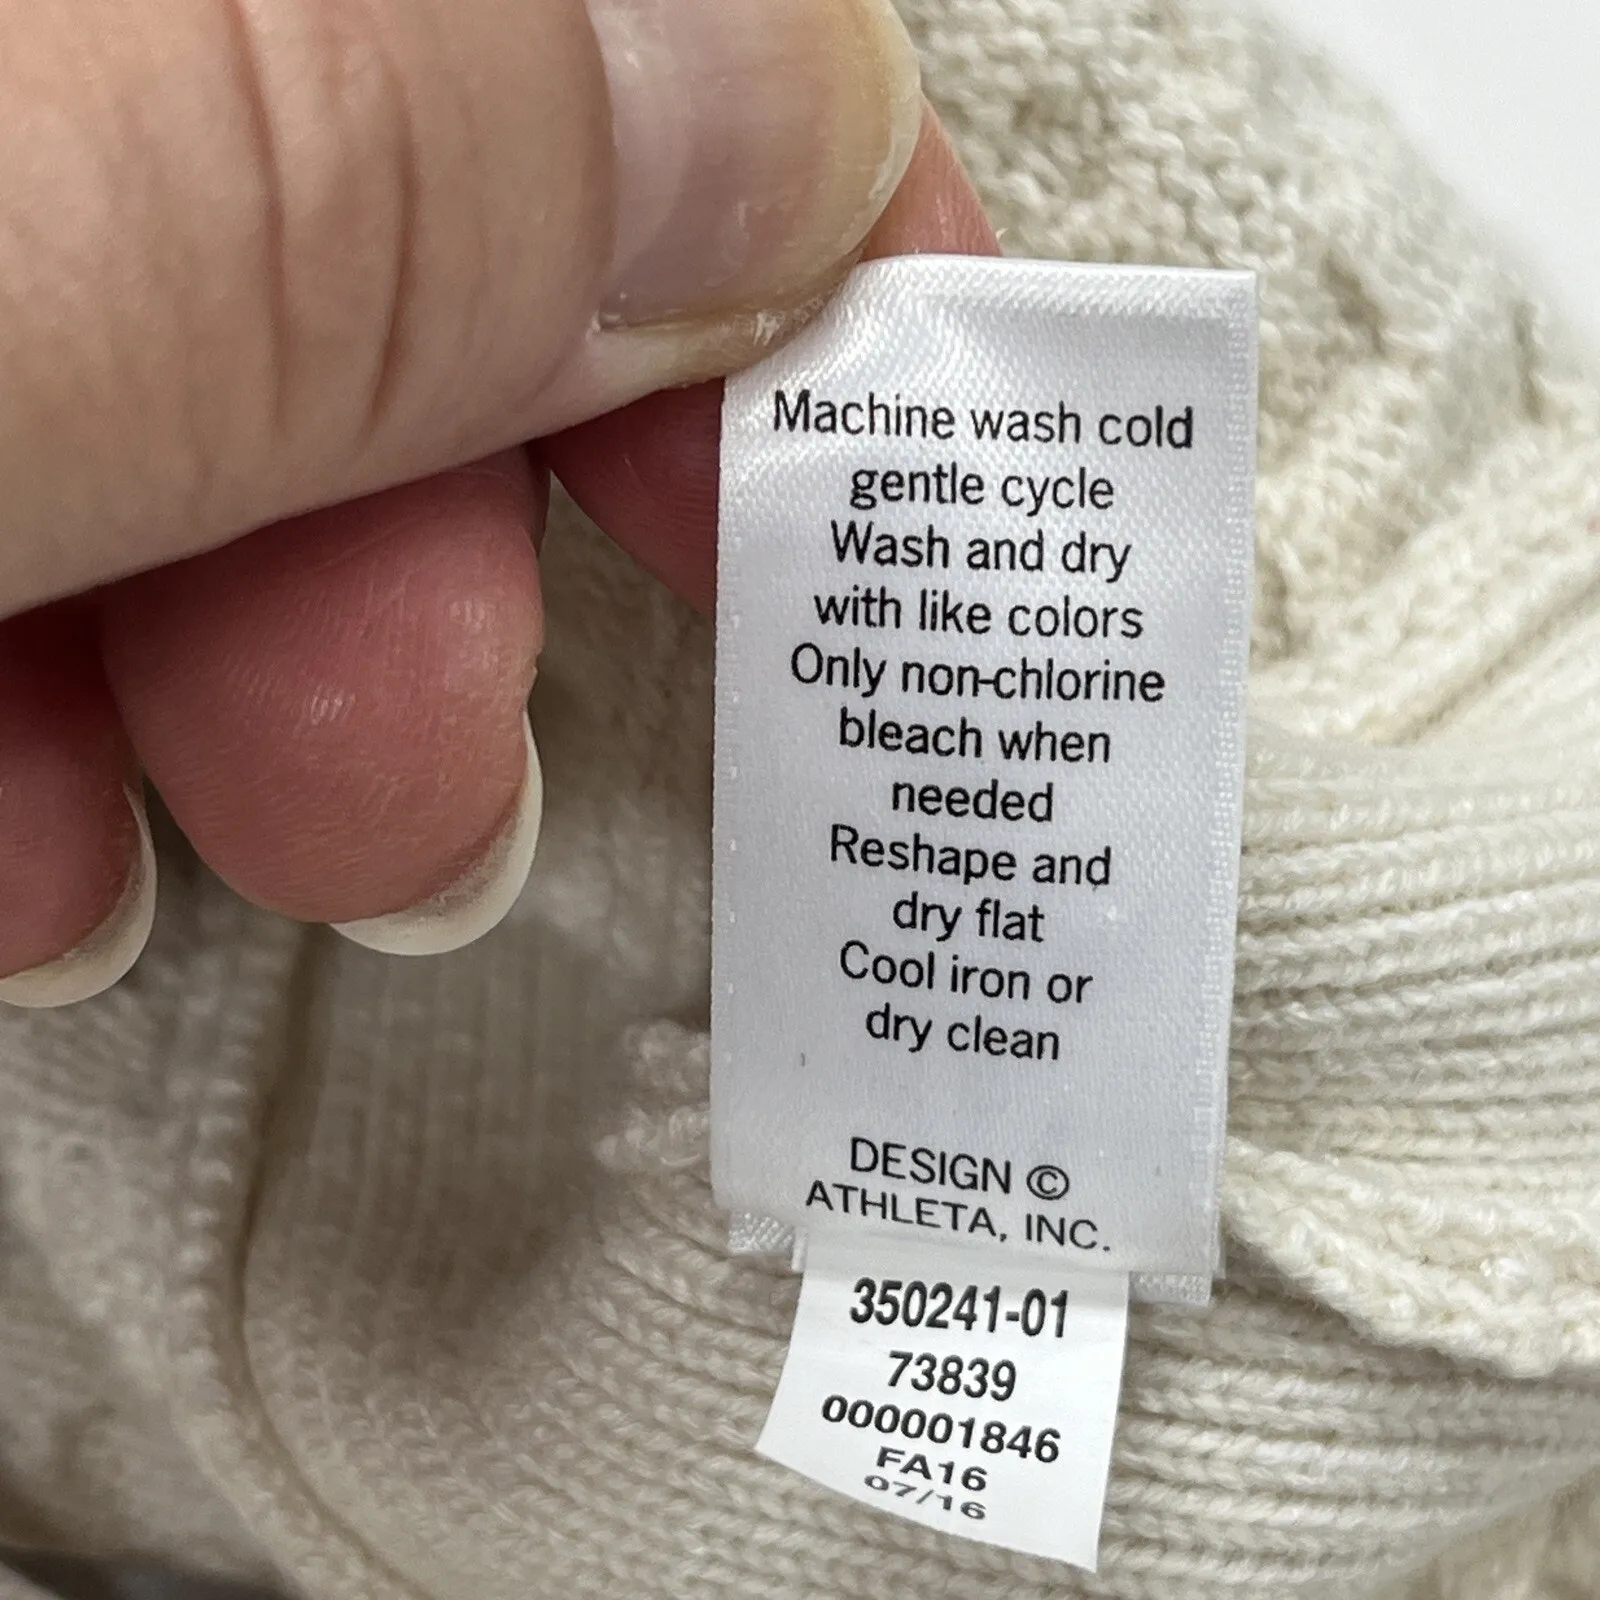 Machine wash cold
gentle cycle
Wash and dry
with like colors
Only non-chlorine
bleach when
needed
Reshape and
dry flat
Cool iron or
dry clean
DESIGN ©
ATHLETA, INC.
350241-01
73839
000001846
FA16
07/16